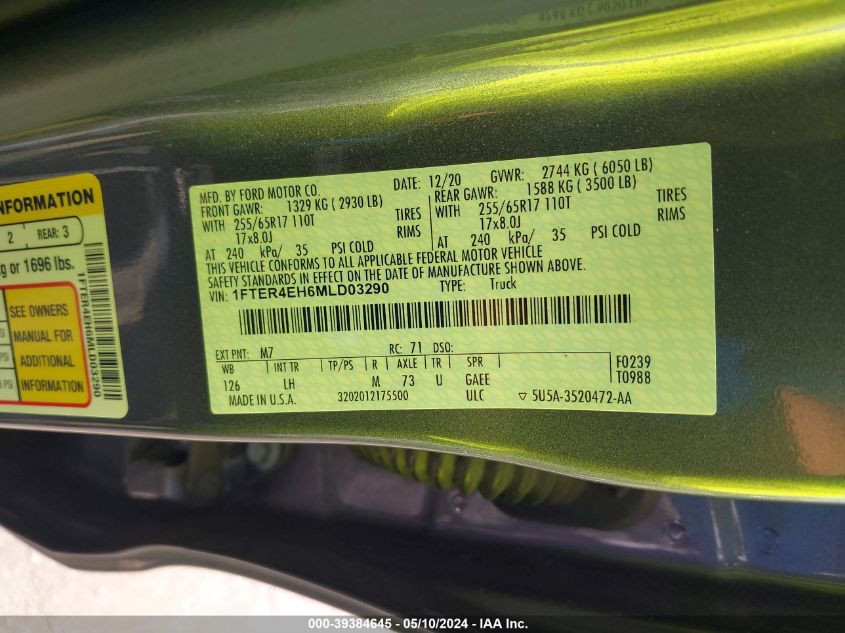 MFD. BY FORD MOTOR CO.
DATE: 12/20
GVWR: 2744 KG ( 6050 LB)
FRONT GAWR: 1329 KG ( 2930 LB)
REAR GAWR: 1588 KG ( 3500 LB)
WITH 255/65R17 110T TIRES
WITH 255/65R17 110T TIRES
17x8.0J RIMS
17x8.0J RIMS
AT 240 kPa/ 35 PSI COLD
AT 240 kPa/ 35 PSI COLD
THIS VEHICLE CONFORMS TO ALL APPLICABLE FEDERAL MOTOR VEHICLE
SAFETY STANDARDS IN EFFECT ON THE DATE OF MANUFACTURE SHOWN ABOVE.
VIN: 1FTER4EH6MLD03290
TYPE: Truck
EXT PNT: M7 RC: 71 DSO:
WB INT TR TP/PS R AXLE TR SPR
F0239
126 LH M 73 U GAEE
T0988
MADE IN U.S.A. 3202012175500 ULC ▽ 5U5A-3520472-AA
NFORMATION
2 REAR: 3
g or 1696 lbs.
SEE OWNERS
MANUAL FOR
ADDITIONAL
INFORMATION
1FTER4EH6MLD03290
000-39384645 - 05/10/2024 - IAA Inc.